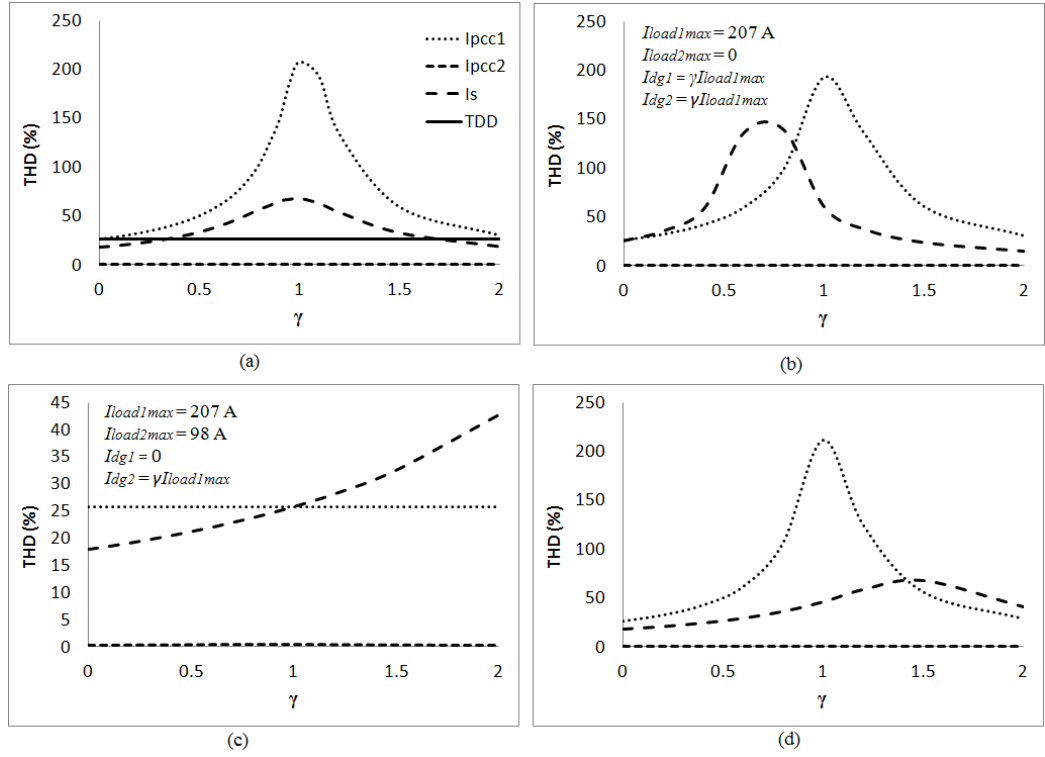 250
200
150
100
50
0
THD (%)
0 0.5 1 1.5 2
γ
Ipcc1
Ipcc2
Is
TDD
(a)
250
200
150
100
50
0
THD (%)
0 0.5 1 1.5 2
γ
Iload1max = 207 A
Iload2max = 0
Idg1 = γIload1max
Idg2 = γIload1max
(b)
45
40
35
30
25
20
15
10
5
0
THD (%)
0 0.5 1 1.5 2
γ
Iload1max = 207 A
Iload2max = 98 A
Idg1 = 0
Idg2 = γIload1max
(c)
250
200
150
100
50
0
THD (%)
0 0.5 1 1.5 2
γ
(d)